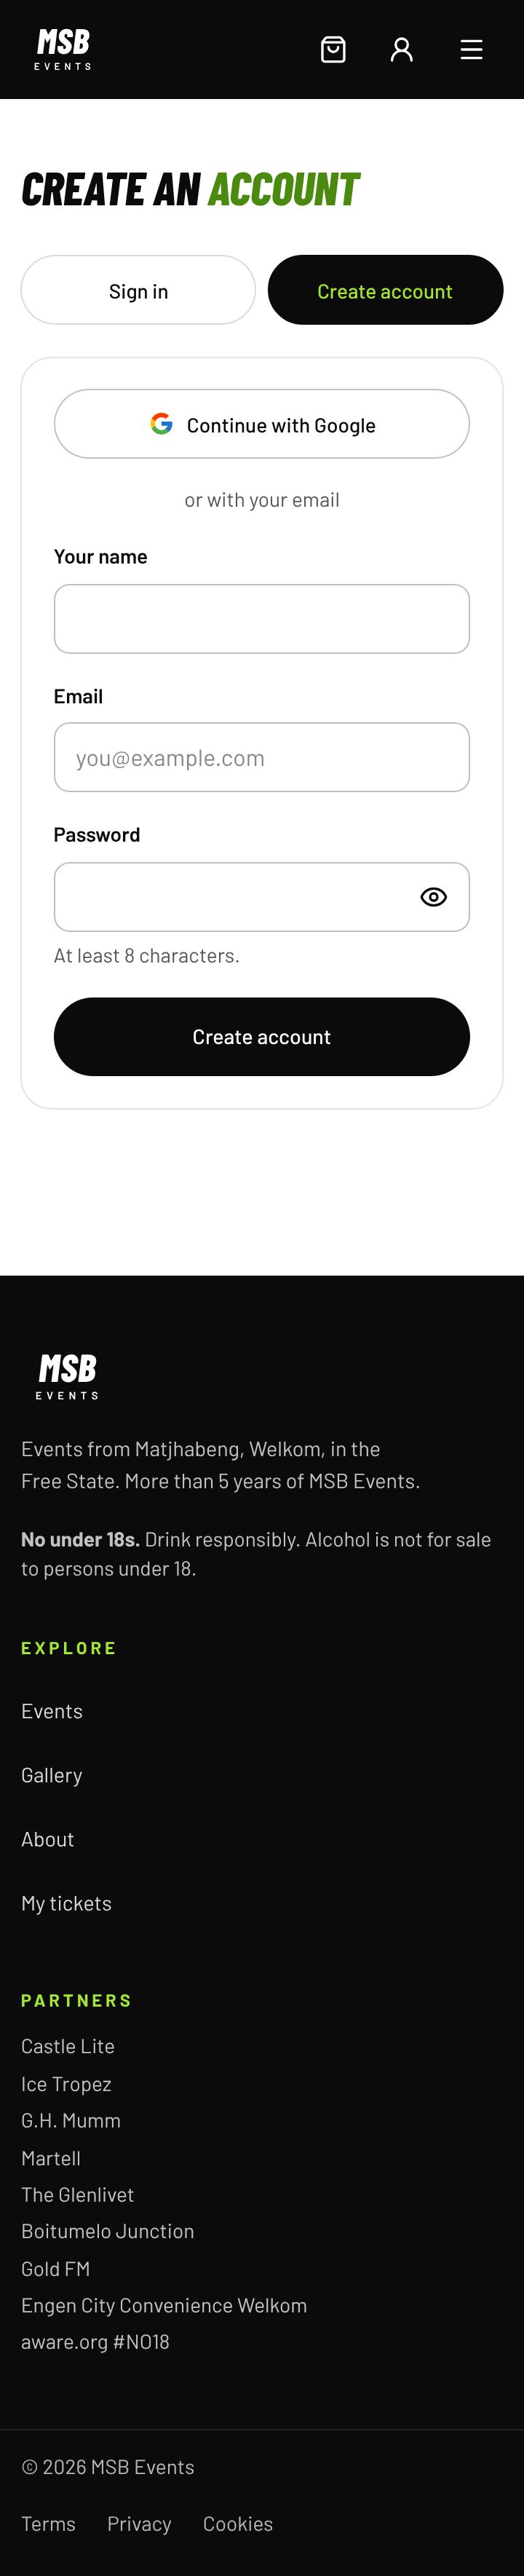 MSB
EVENTS
CREATE AN ACCOUNT
Sign in
Create account
Continue with Google
or with your email
Your name
Email
you@example.com
Password
At least 8 characters.
Create account
MSB
EVENTS
Events from Matjhabeng, Welkom, in the
Free State. More than 5 years of MSB Events.
No under 18s. Drink responsibly. Alcohol is not for sale
to persons under 18.
EXPLORE
Events
Gallery
About
My tickets
PARTNERS
Castle Lite
Ice Tropez
G.H. Mumm
Martell
The Glenlivet
Boitumelo Junction
Gold FM
Engen City Convenience Welkom
aware.org #NO18
© 2026 MSB Events
Terms Privacy Cookies